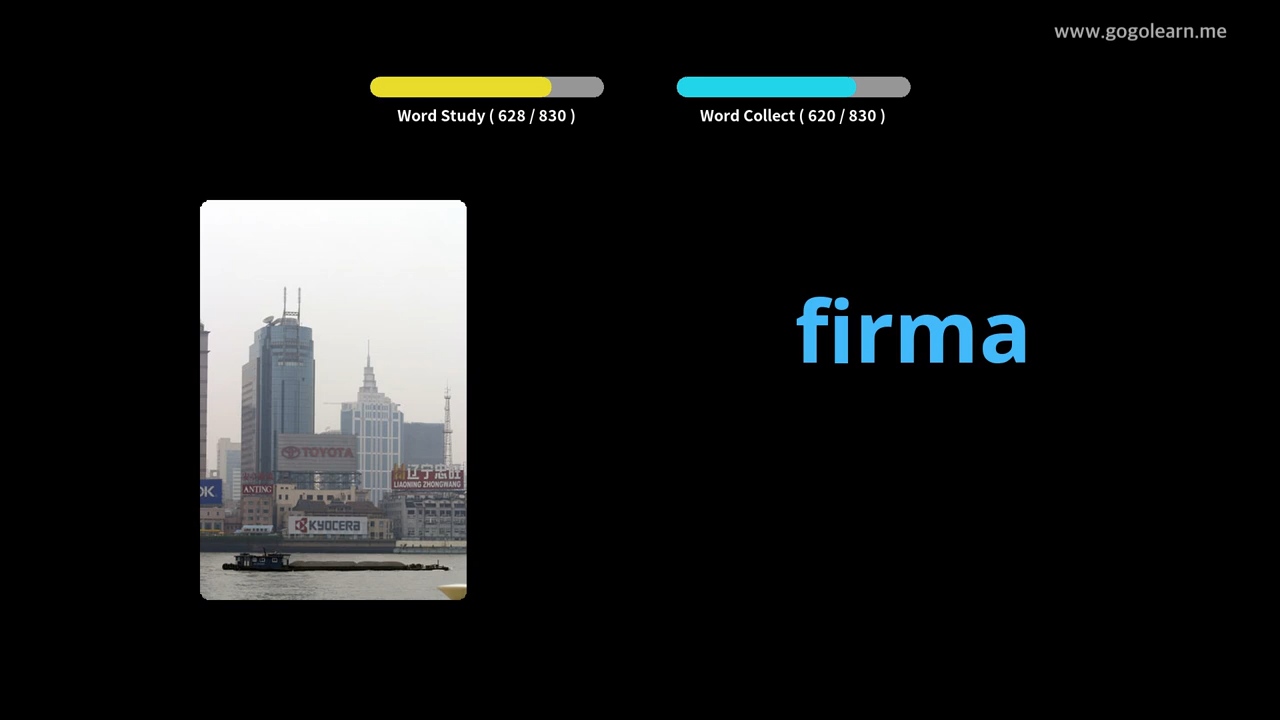 www.gogolearn.me
Word Study ( 628 / 830 )
Word Collect ( 620 / 830 )
firma
TOYOTA
辽宁忠旺
LIAONING ZHONGWANG
ANTING
OK
KYOCERA